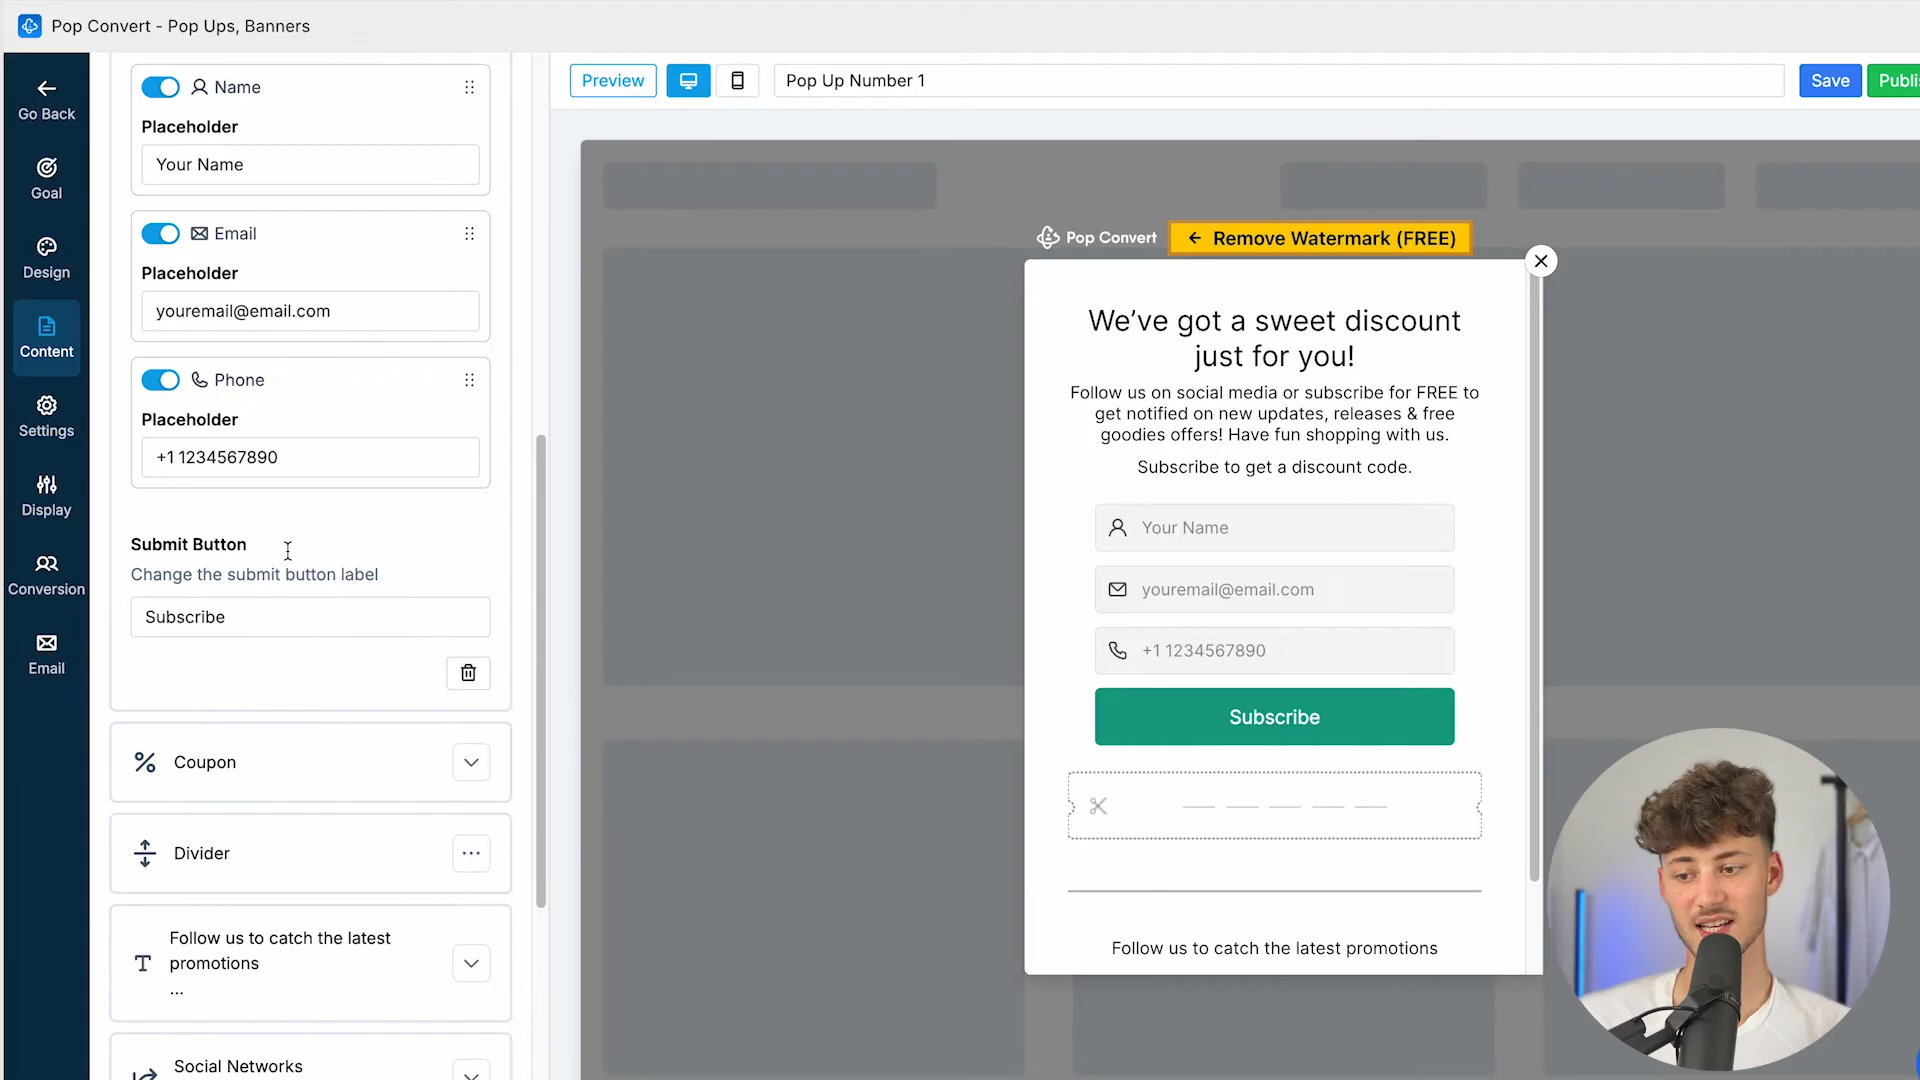 Pop Convert - Pop Ups, Banners
Go Back
Goal
Design
Content
Settings
Display
Conversion
Email
Name
Placeholder
Your Name
Email
Placeholder
youremail@email.com
Phone
Placeholder
+1 1234567890
Submit Button
Change the submit button label
Subscribe
Coupon
Divider
Follow us to catch the latest
promotions
...
Social Networks
Preview
Pop Up Number 1
Save
Publi
Pop Convert
Remove Watermark (FREE)
We've got a sweet discount
just for you!
Follow us on social media or subscribe for FREE to
get notified on new updates, releases & free
goodies offers! Have fun shopping with us.
Subscribe to get a discount code.
Your Name
youremail@email.com
+1 1234567890
Subscribe
Follow us to catch the latest promotions